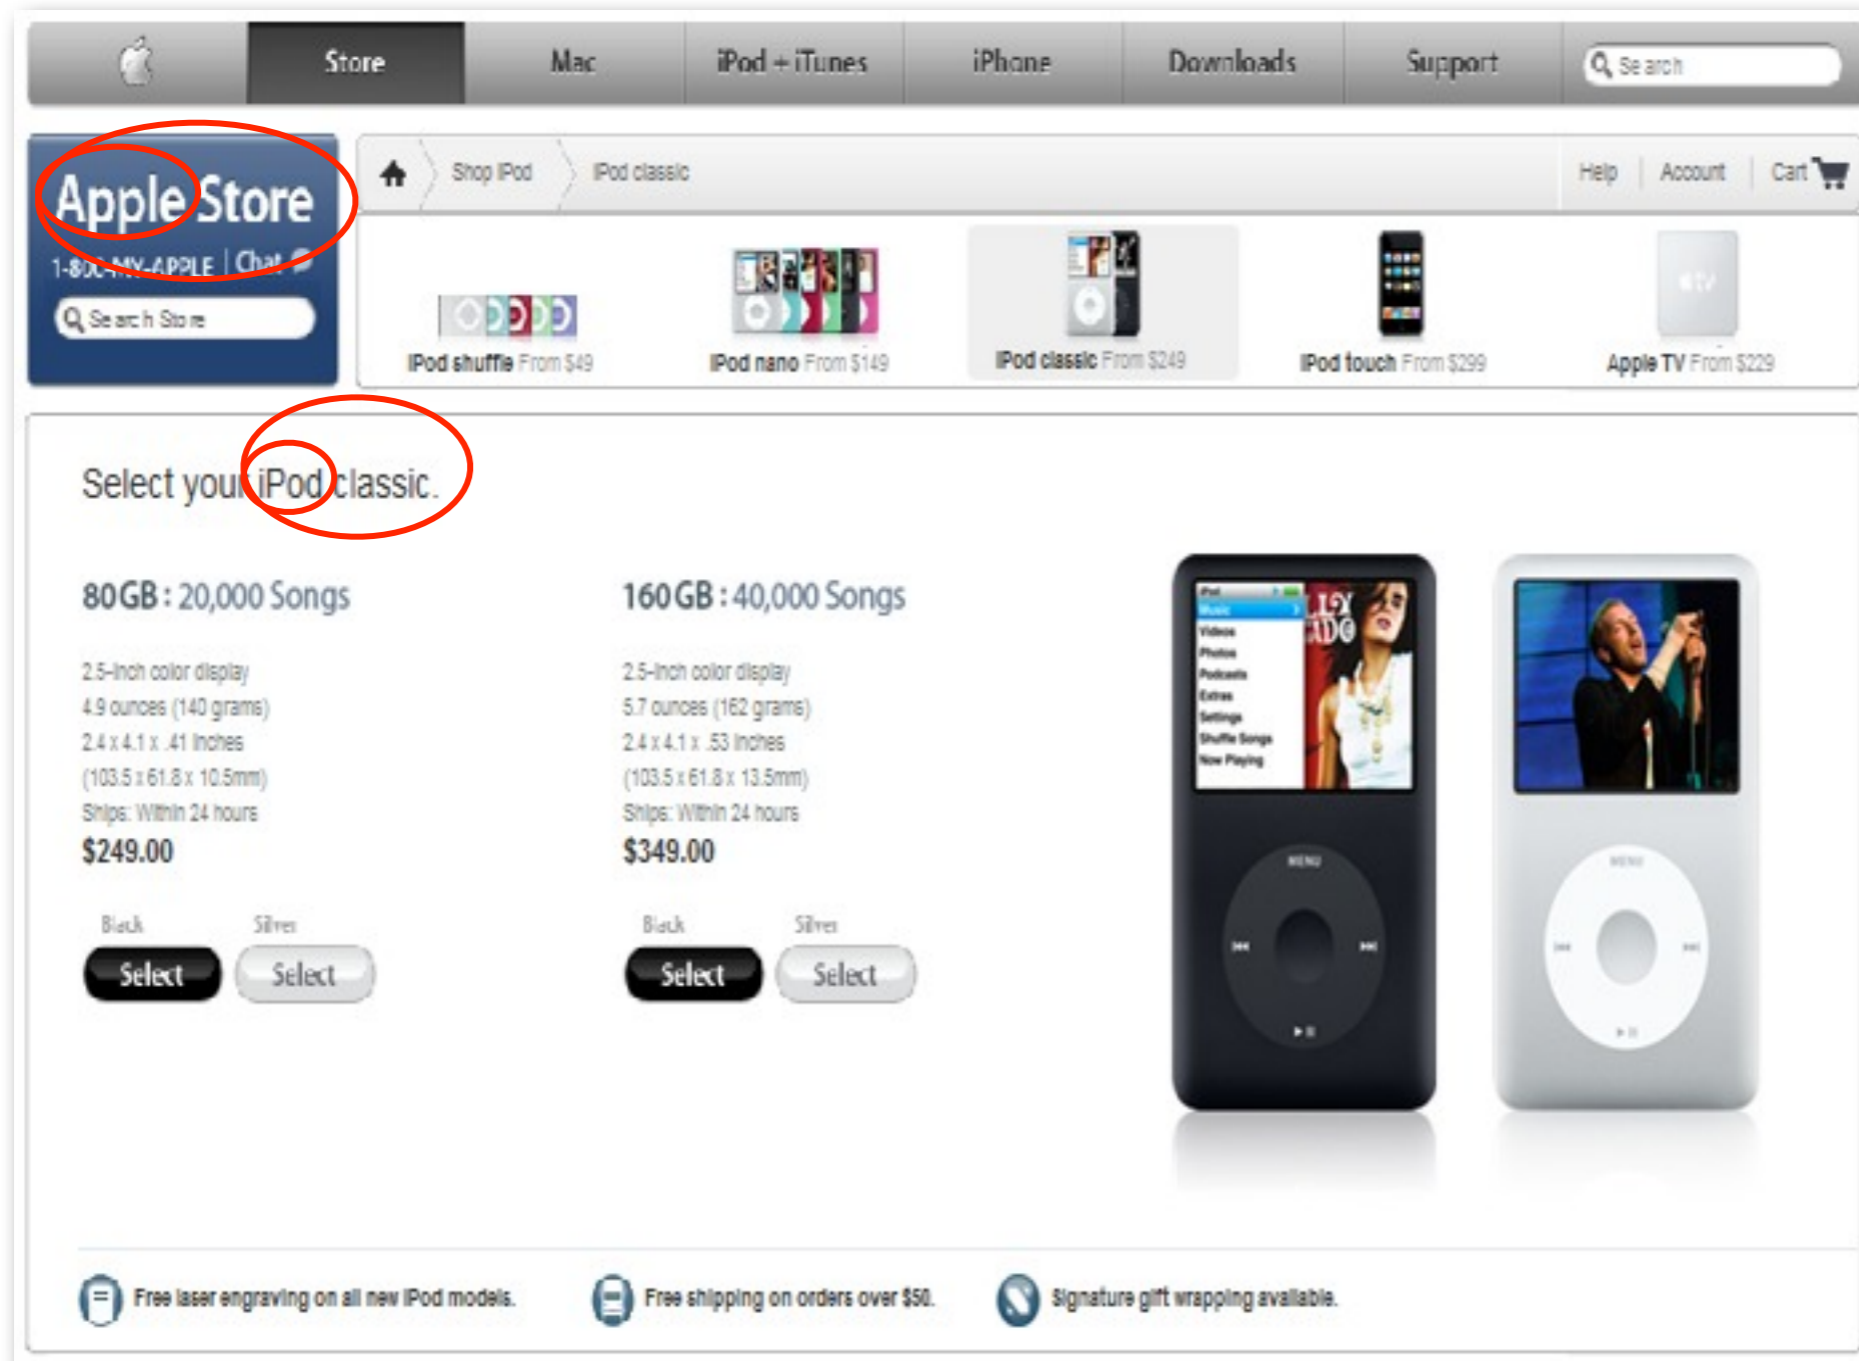 Store Mac iPod + iTunes iPhone Downloads Support Search
Apple Store
1-800-MY-APPLE | Chat
Search Store
Shop iPod iPod classic Help Account Cart
iPod shuffle From $49
iPod nano From $149
iPod classic From $249
iPod touch From $299
Apple TV From $229
tv
Select your iPod classic.
80GB : 20,000 Songs
2.5-inch color display
4.9 ounces (140 grams)
2.4 x 4.1 x .41 inches
(103.5 x 61.8 x 10.5mm)
Ships: Within 24 hours
$249.00
Black Silver
Select Select
160GB : 40,000 Songs
2.5-inch color display
5.7 ounces (162 grams)
2.4 x 4.1 x .53 inches
(103.5 x 61.8 x 13.5mm)
Ships: Within 24 hours
$349.00
Black Silver
Select Select
iPod
Music
Videos
Photos
Podcasts
Extras
Settings
Shuffle Songs
Now Playing
MENU
MENU
Free laser engraving on all new iPod models.
Free shipping on orders over $50.
Signature gift wrapping available.